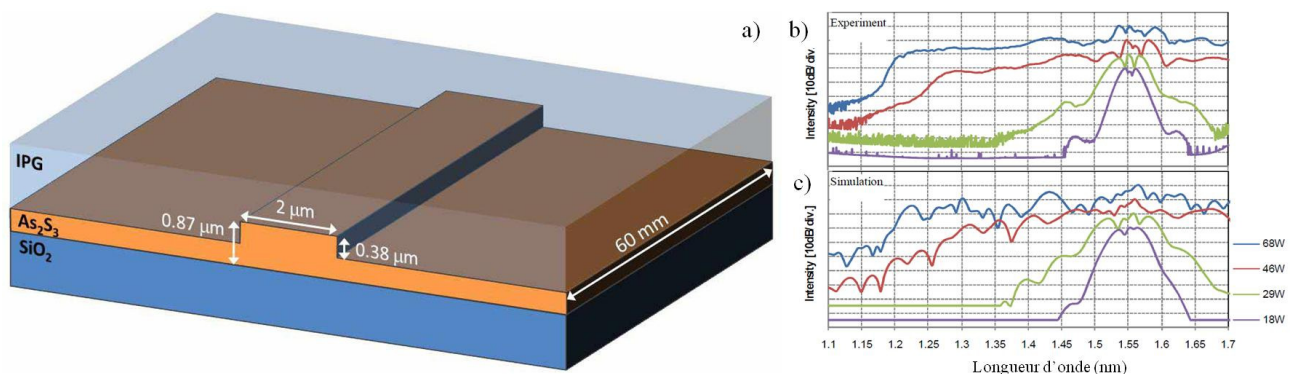 a)
IPG
As₂S₃
SiO₂
0.87 µm
2 µm
0.38 µm
60 mm
b)
Experiment
Intensity [10dB/ div.
c)
Simulation
Intensity [10dB/ div.]
1.1 1.15 1.2 1.25 1.3 1.35 1.4 1.45 1.5 1.55 1.6 1.65 1.7
Longueur d'onde (nm)
68W
46W
29W
18W